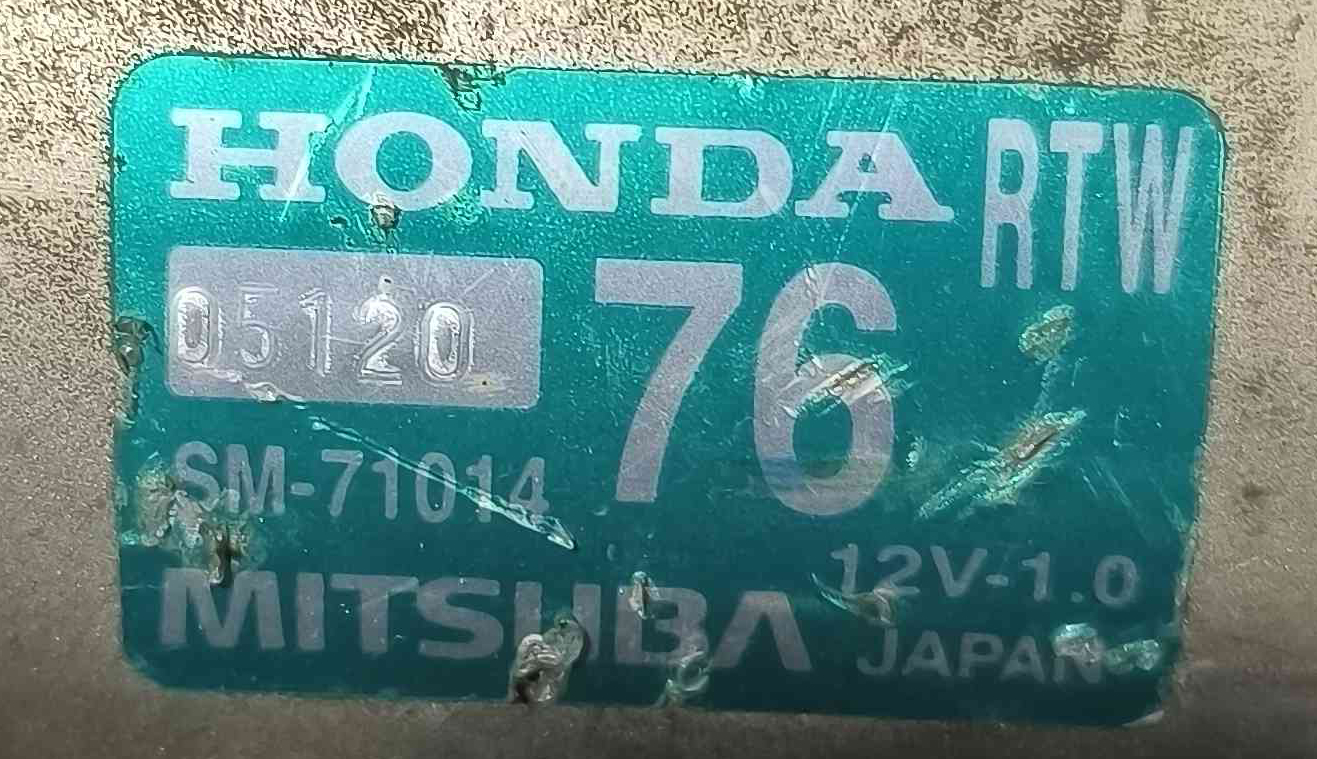 HONDA RTW
05120 76
SM-71014
12V-1.0
MITSUBA JAPAN